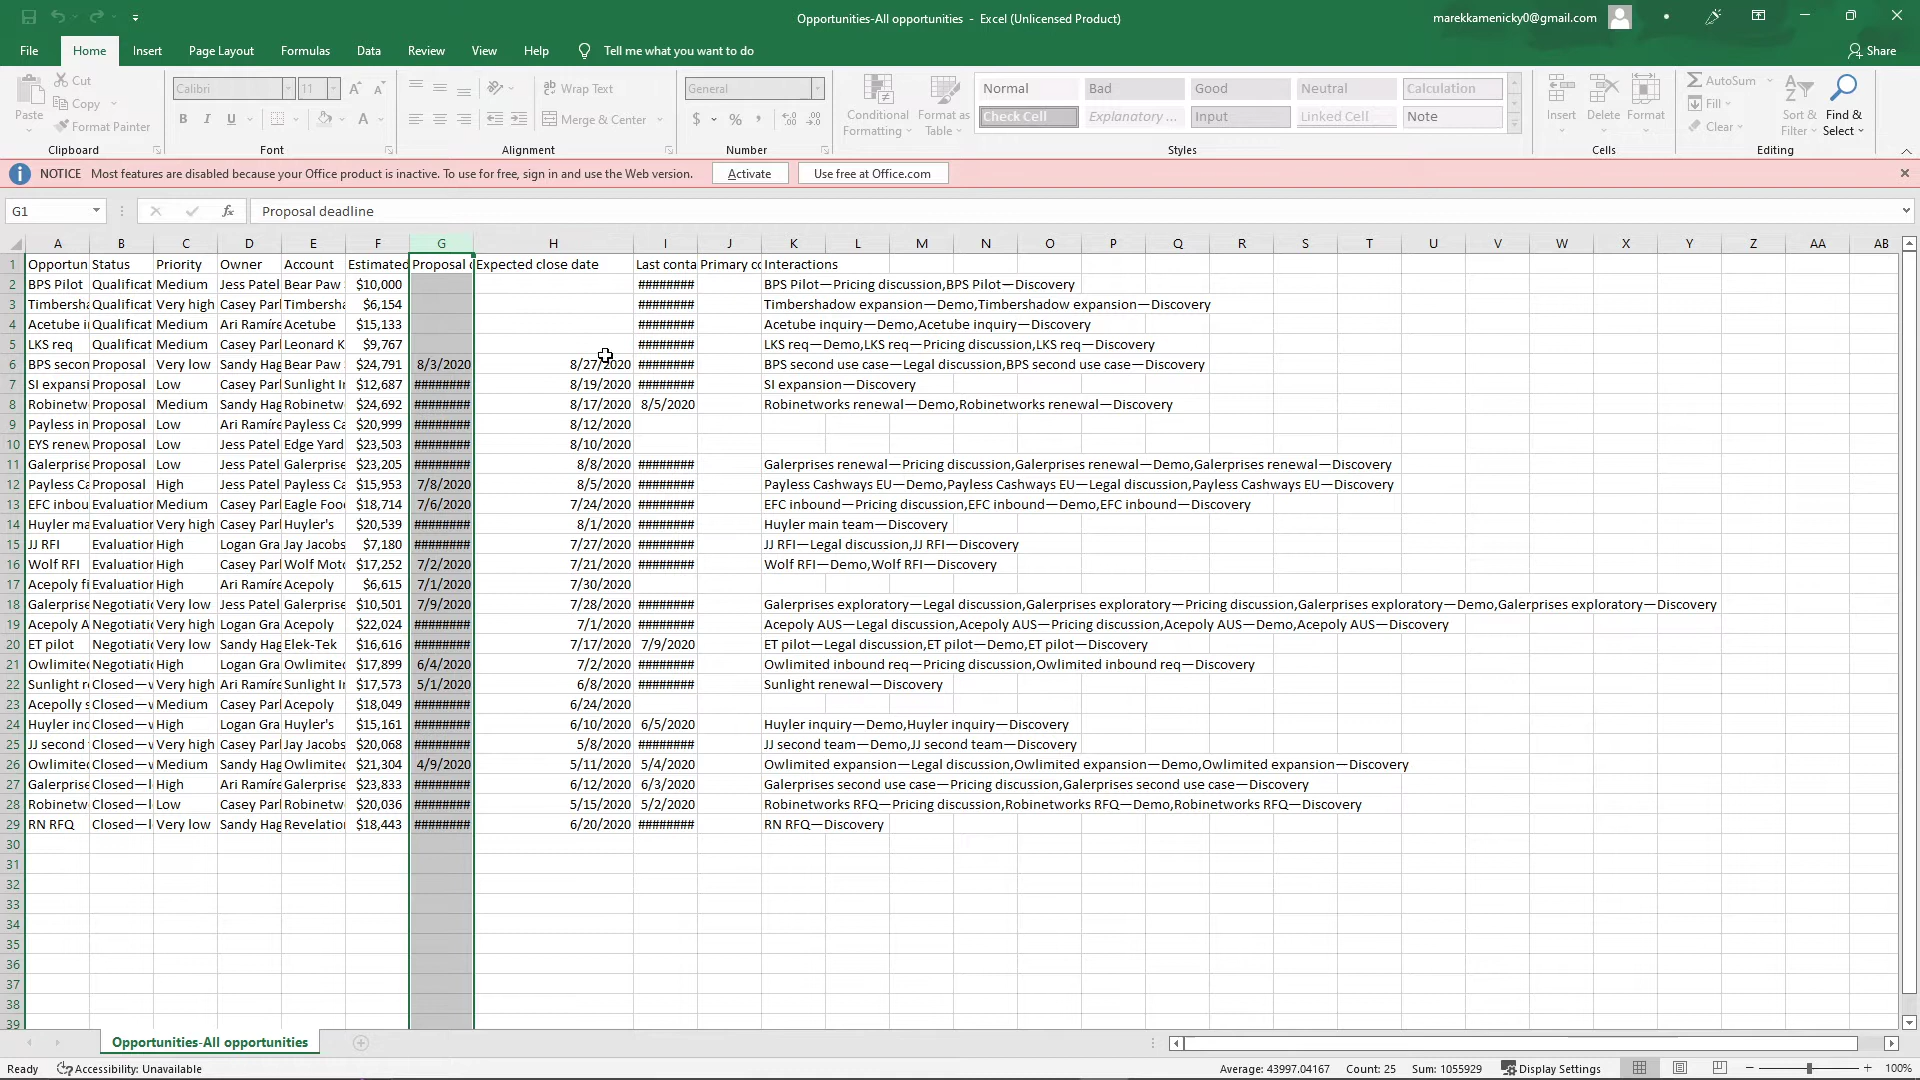 Opportunities-All opportunities - Excel (Unlicensed Product) marekkamenicky0@gmail.com
File Home Insert Page Layout Formulas Data Review View Help Tell me what you want to do Share
Paste Cut Copy Format Painter Clipboard
Calibri 11 B I U A A A Font
Wrap Text Merge & Center Alignment
General $ % , Number
Conditional Formatting Format as Table
Normal Bad Good Neutral Calculation
Check Cell Explanatory ... Input Linked Cell Note
Styles
Insert Delete Format Cells
AutoSum Fill Clear Sort & Filter Find & Select Editing
NOTICE Most features are disabled because your Office product is inactive. To use for free, sign in and use the Web version. Activate Use free at Office.com
G1 fx Proposal deadline
A B C D E F G H I J K L M N O P Q R S T U V W X Y Z AA AB
1 Opportun Status Priority Owner Account Estimated Proposal d Expected close date Last conta Primary co Interactions
2 BPS Pilot Qualificat Medium Jess Patel Bear Paw $10,000 ######## BPS Pilot—Pricing discussion,BPS Pilot—Discovery
3 Timbersha Qualificat Very high Casey Parl Timbersha $6,154 ######## Timbershadow expansion—Demo,Timbershadow expansion—Discovery
4 Acetube i Qualificat Medium Ari Ramíre Acetube $15,133 ######## Acetube inquiry—Demo,Acetube inquiry—Discovery
5 LKS req Qualificat Medium Casey Parl Leonard K $9,767 ######## LKS req—Demo,LKS req—Pricing discussion,LKS req—Discovery
6 BPS secon Proposal Very low Sandy Hag Bear Paw $24,791 8/3/2020 8/27/2020 ######## BPS second use case—Legal discussion,BPS second use case—Discovery
7 SI expansi Proposal Low Casey Parl Sunlight In $12,687 ######## 8/19/2020 ######## SI expansion—Discovery
8 Robinetw Proposal Medium Sandy Hag Robinetw $24,692 ######## 8/17/2020 8/5/2020 Robinetworks renewal—Demo,Robinetworks renewal—Discovery
9 Payless in Proposal Low Ari Ramíre Payless Ca $20,999 ######## 8/12/2020
10 EYS renew Proposal Low Jess Patel Edge Yard $23,503 ######## 8/10/2020
11 Galerprise Proposal Low Jess Patel Galerprise $23,205 ######## 8/8/2020 ######## Galerprises renewal—Pricing discussion,Galerprises renewal—Demo,Galerprises renewal—Discovery
12 Payless Ca Proposal High Jess Patel Payless Ca $15,953 7/8/2020 8/5/2020 ######## Payless Cashways EU—Demo,Payless Cashways EU—Legal discussion,Payless Cashways EU—Discovery
13 EFC inbou Evaluation Medium Casey Parl Eagle Food $18,714 7/6/2020 7/24/2020 ######## EFC inbound—Pricing discussion,EFC inbound—Demo,EFC inbound—Discovery
14 Huyler ma Evaluation Very high Casey Parl Huyler's $20,539 ######## 8/1/2020 ######## Huyler main team—Discovery
15 JJ RFI Evaluation High Logan Gra Jay Jacobs $7,180 ######## 7/27/2020 ######## JJ RFI—Legal discussion,JJ RFI—Discovery
16 Wolf RFI Evaluation High Casey Parl Wolf Moto $17,252 7/2/2020 7/21/2020 ######## Wolf RFI—Demo,Wolf RFI—Discovery
17 Acepoly fi Evaluation High Ari Ramíre Acepoly $6,615 7/1/2020 7/30/2020
18 Galerprise Negotiatio Very low Jess Patel Galerprise $10,501 7/9/2020 7/28/2020 ######## Galerprises exploratory—Legal discussion,Galerprises exploratory—Pricing discussion,Galerprises exploratory—Demo,Galerprises exploratory—Discovery
19 Acepoly A Negotiatio Very high Logan Gra Acepoly $22,024 ######## 7/1/2020 ######## Acepoly AUS—Legal discussion,Acepoly AUS—Pricing discussion,Acepoly AUS—Demo,Acepoly AUS—Discovery
20 ET pilot Negotiatio Very low Sandy Hag Elek-Tek $16,616 ######## 7/17/2020 7/9/2020 ET pilot—Legal discussion,ET pilot—Demo,ET pilot—Discovery
21 Owlimited Negotiatio High Logan Gra Owlimited $17,899 6/4/2020 7/2/2020 ######## Owlimited inbound req—Pricing discussion,Owlimited inbound req—Discovery
22 Sunlight r Closed—v Very high Ari Ramíre Sunlight In $17,573 5/1/2020 6/8/2020 ######## Sunlight renewal—Discovery
23 Acepolly s Closed—v Medium Casey Parl Acepoly $18,049 ######## 6/24/2020
24 Huyler inc Closed—v High Logan Gra Huyler's $15,161 ######## 6/10/2020 6/5/2020 Huyler inquiry—Demo,Huyler inquiry—Discovery
25 JJ second Closed—v Very high Casey Parl Jay Jacobs $20,068 ######## 5/8/2020 ######## JJ second team—Demo,JJ second team—Discovery
26 Owlimited Closed—v Medium Sandy Hag Owlimited $21,304 4/9/2020 5/11/2020 5/4/2020 Owlimited expansion—Legal discussion,Owlimited expansion—Demo,Owlimited expansion—Discovery
27 Galerprise Closed—l High Ari Ramíre Galerprise $23,833 ######## 6/12/2020 6/3/2020 Galerprises second use case—Pricing discussion,Galerprises second use case—Discovery
28 Robinetw Closed—l Low Casey Parl Robinetw $20,036 ######## 5/15/2020 5/2/2020 Robinetworks RFQ—Pricing discussion,Robinetworks RFQ—Demo,Robinetworks RFQ—Discovery
29 RN RFQ Closed—l Very low Sandy Hag Revelation $18,443 ######## 6/20/2020 ######## RN RFQ—Discovery
30
31
32
33
34
35
36
37
38
39
Opportunities-All opportunities
Ready Accessibility: Unavailable Average: 43997.04167 Count: 25 Sum: 1055929 Display Settings 100%